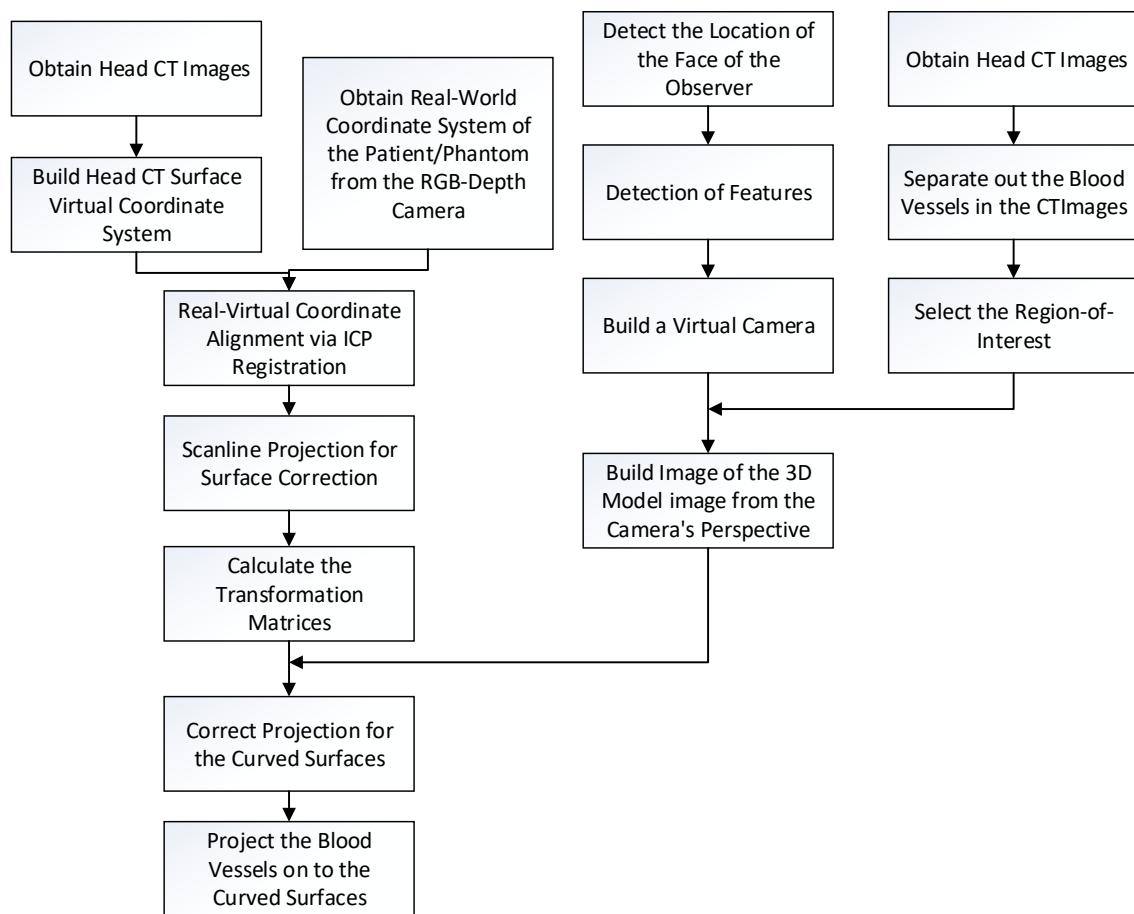 Obtain Head CT Images
Build Head CT Surface
Virtual Coordinate
System
Obtain Real-World
Coordinate System of
the Patient/Phantom
from the RGB-Depth
Camera
Real-Virtual Coordinate
Alignment via ICP
Registration
Scanline Projection for
Surface Correction
Calculate the
Transformation
Matrices
Detect the Location of
the Face of the
Observer
Detection of Features
Build a Virtual Camera
Obtain Head CT Images
Separate out the Blood
Vessels in the CTImages
Select the Region-of-
Interest
Build Image of the 3D
Model image from the
Camera's Perspective
Correct Projection for
the Curved Surfaces
Project the Blood
Vessels on to the
Curved Surfaces